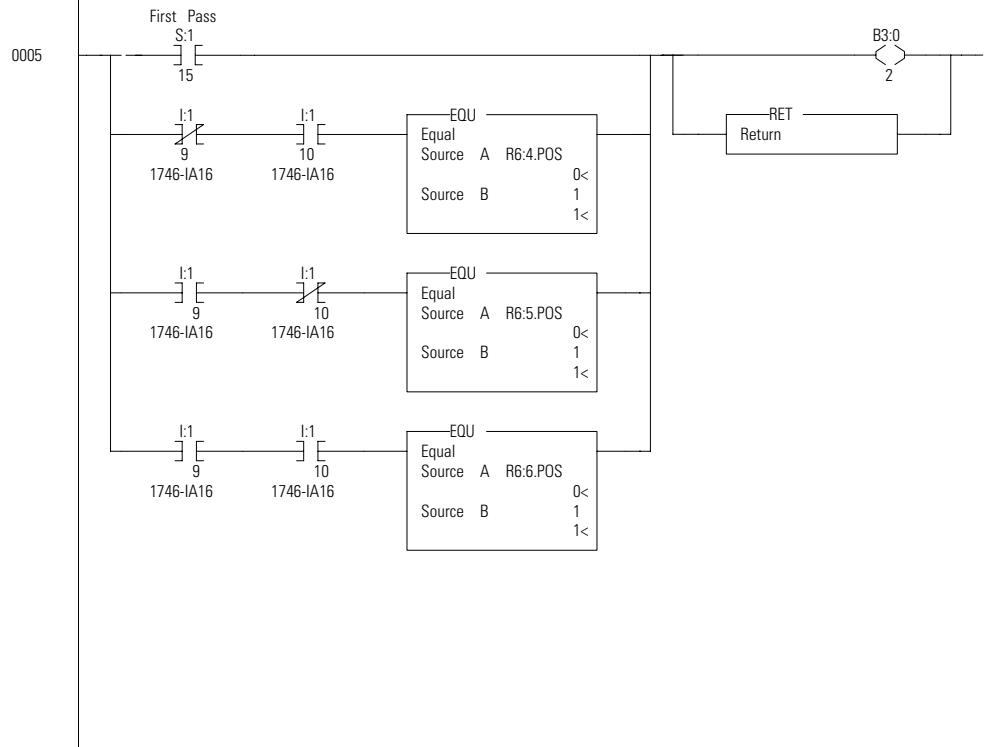 First Pass
S:1
B3:0
0005
15
2
RET
Return
I:1
I:1
EQU
Equal
9
10
Source A R6:4.POS
1746-IA16
1746-IA16
0<
Source B
1
1<
I:1
I:1
EQU
Equal
9
10
Source A R6:5.POS
1746-IA16
1746-IA16
0<
Source B
1
1<
I:1
I:1
EQU
Equal
9
10
Source A R6:6.POS
1746-IA16
1746-IA16
0<
Source B
1
1<